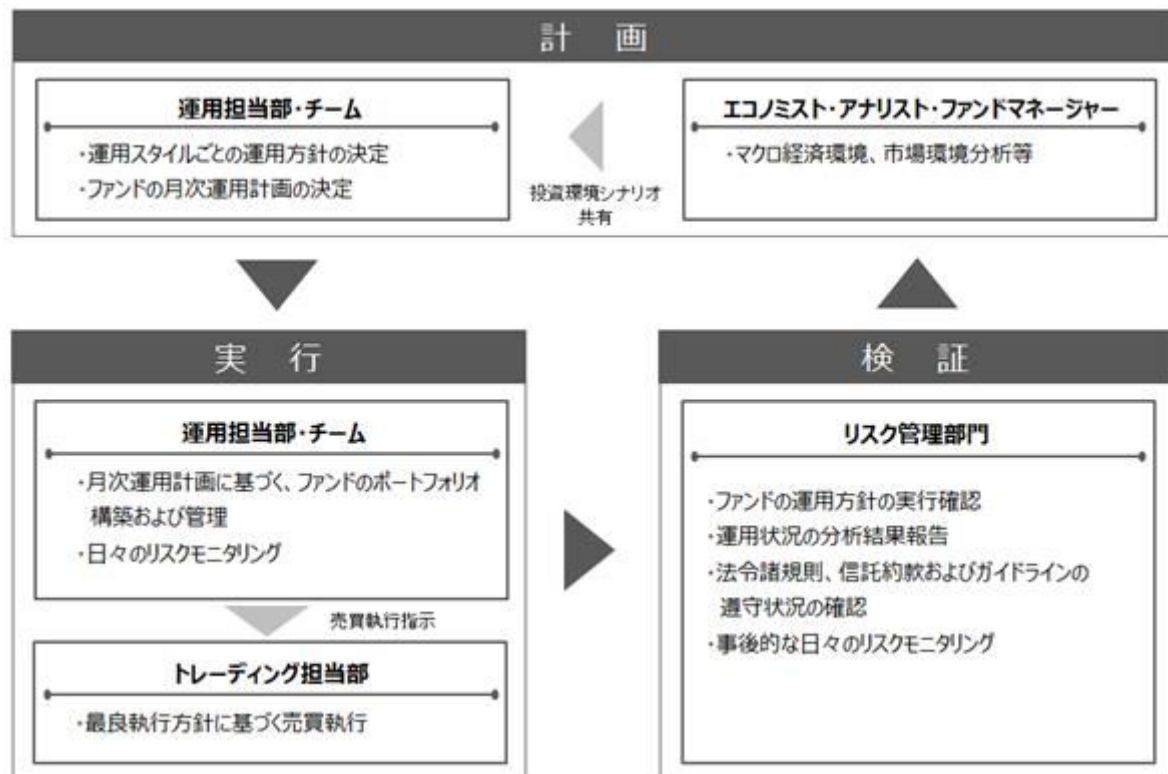 計　画
運用担当部・チーム
・運用スタイルごとの運用方針の決定
・ファンドの月次運用計画の決定
投資環境シナリオ
共有
エコノミスト・アナリスト・ファンドマネージャー
・マクロ経済環境、市場環境分析等
実　行
運用担当部・チーム
・月次運用計画に基づく、ファンドのポートフォリオ
構築および管理
・日々のリスクモニタリング
売買執行指示
トレーディング担当部
・最良執行方針に基づく売買執行
検　証
リスク管理部門
・ファンドの運用方針の実行確認
・運用状況の分析結果報告
・法令諸規則、信託約款およびガイドラインの
遵守状況の確認
・事後的な日々のリスクモニタリング